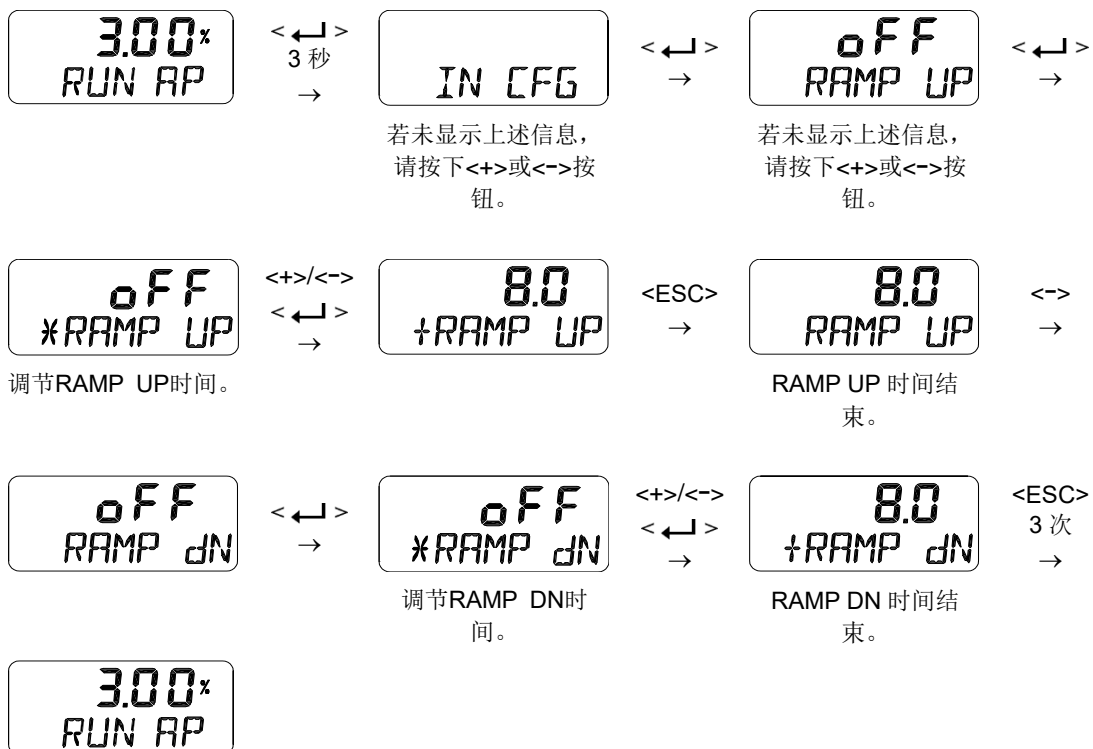 3.00%
RUN AP
< ↵ >
3 秒
→
IN CFG
若未显示上述信息,
请按下<+>或<->按
钮。
< ↵ >
→
oFF
RAMP UP
若未显示上述信息,
请按下<+>或<->按
钮。
< ↵ >
→
oFF
*RAMP UP
调节RAMP UP时间。
<+>/<->
< ↵ >
→
8.0
+RAMP UP
<ESC>
→
8.0
RAMP UP
RAMP UP 时间结
束。
<->
→
oFF
RAMP dN
< ↵ >
→
oFF
*RAMP dN
调节RAMP DN时
间。
<+>/<->
< ↵ >
→
8.0
+RAMP dN
RAMP DN 时间结
束。
<ESC>
3 次
→
3.00%
RUN AP